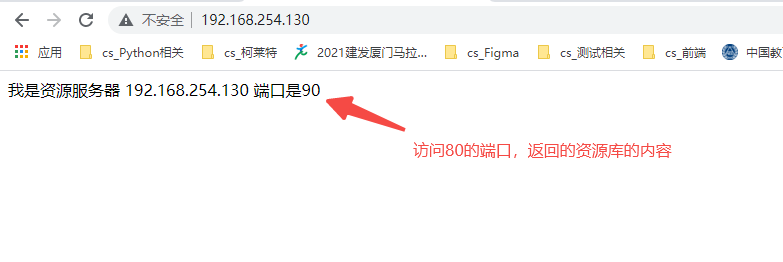 不安全 192.168.254.130
应用 cs_Python相关 cs_柯莱特 2021建发厦门马拉... cs_Figma cs_测试相关 cs_前端 中国教
我是资源服务器 192.168.254.130 端口是90
访问80的端口，返回的资源库的内容